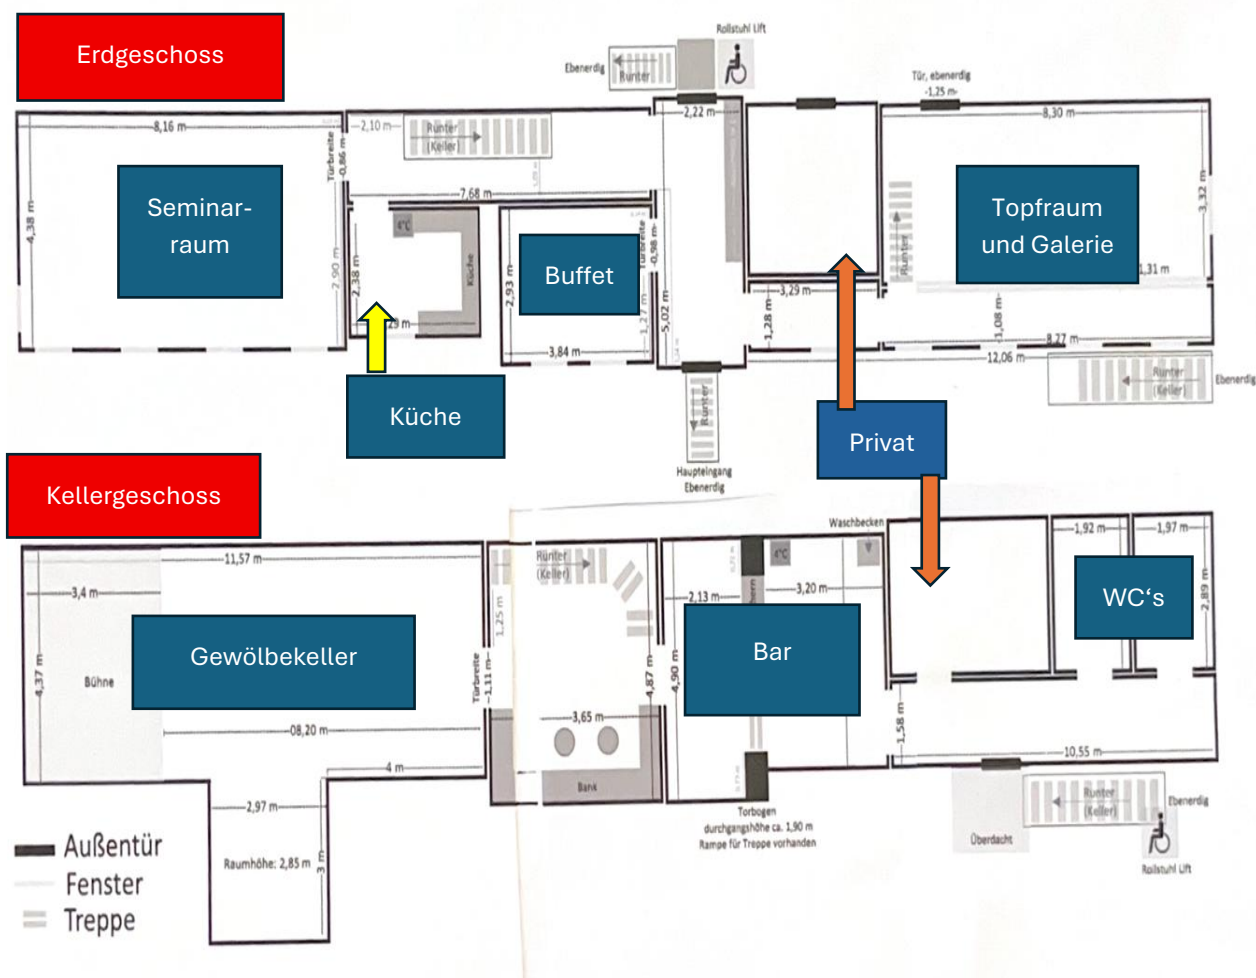 Erdgeschoss
Rollstuhl Lift
Ebenerdig
Runter
Tür, ebenerdig
-1,25 m-
8,16 m
2,10 m
Runter
(Keller)
2,22 m
8,30 m
Türbreite
0,86 m
4,38 m
Seminar-
raum
7,68 m
3,32 m
Topfraum
und Galerie
4°C
Küche
2,38 m
2,90 m
Buffet
2,93 m
Türbreite
-0,98 m-
1,27 m
5,02 m
Runter
1,31 m
3,29 m
1,28 m
1,08 m
3,84 m
8,27 m
12,06 m
Küche
Runter
Haupteingang
Ebenerdig
Runter
(Keller)
Ebenerdig
Privat
Kellergeschoss
11,57 m
3,4 m
Bühne
4,37 m
Gewölbekeller
08,20 m
4 m
2,97 m
Raumhöhe: 2,85 m
3 m
Türbreite
1,11 m
1,25 m
Runter
(Keller)
3,65 m
4,87 m
Bank
4,90 m
2,13 m
4°C
Waschbecken
3,20 m
Bar
Torbogen
durchgangshöhe ca. 1,90 m
Rampe für Treppe vorhanden
1,92 m
1,97 m
WC‘s
2,89 m
1,58 m
10,55 m
Überdacht
Runter
(Keller)
Ebenerdig
Rollstuhl Lift
Außentür
Fenster
Treppe